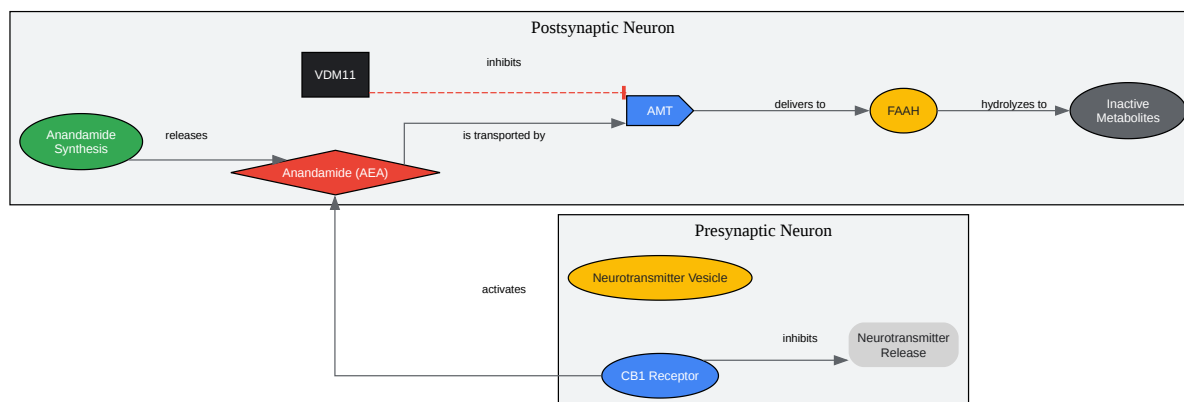 Postsynaptic Neuron
VDM11
inhibits
Anandamide
Synthesis
releases
Anandamide (AEA)
is transported by
AMT
delivers to
FAAH
hydrolyzes to
Inactive
Metabolites
Presynaptic Neuron
Neurotransmitter Vesicle
activates
CB1 Receptor
inhibits
Neurotransmitter
Release